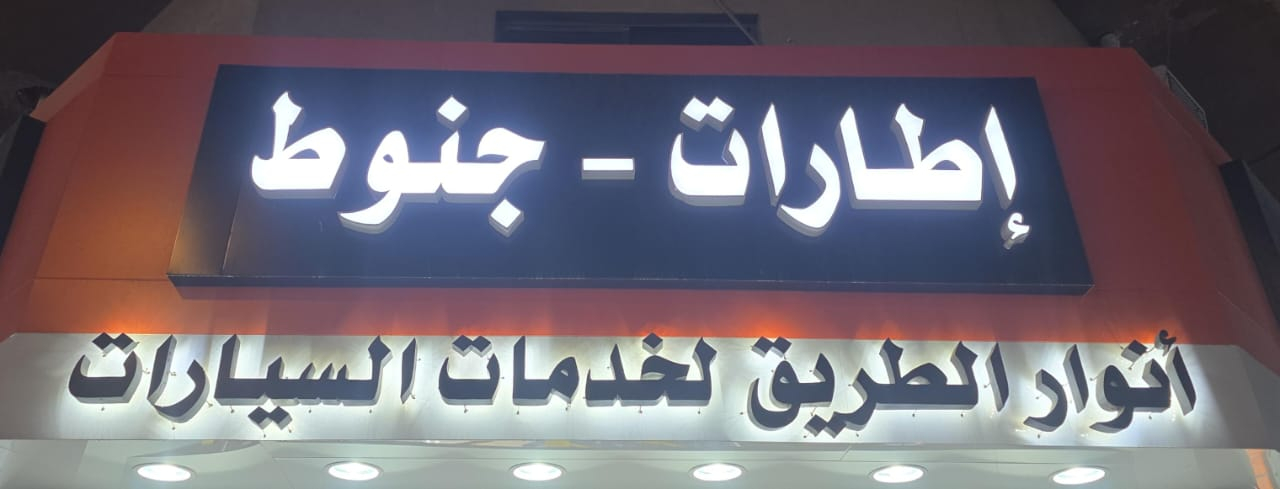 إطارات - جنوط
أنوار الطريق لخدمات السيارات